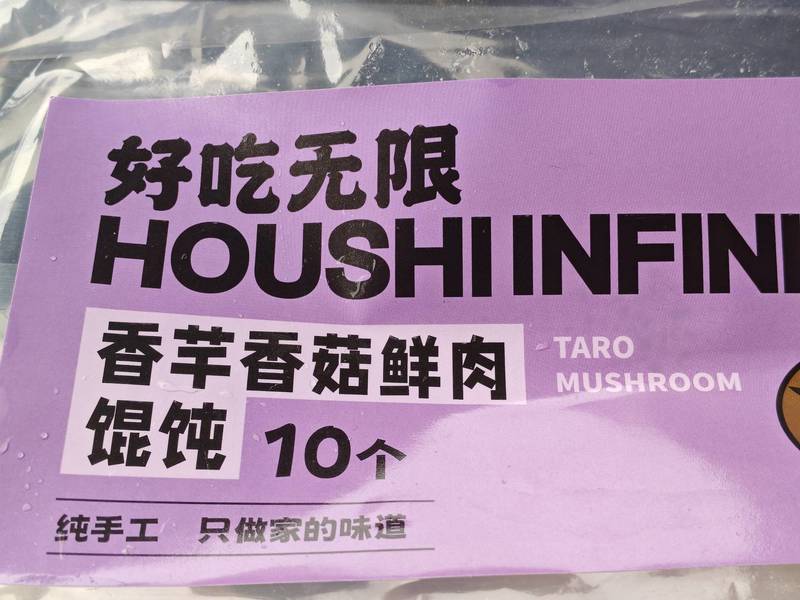 好吃无限
HOUSHI INFINI
香芋香菇鲜肉
TARO
MUSHROOM
馄饨 10个
纯手工 只做家的味道